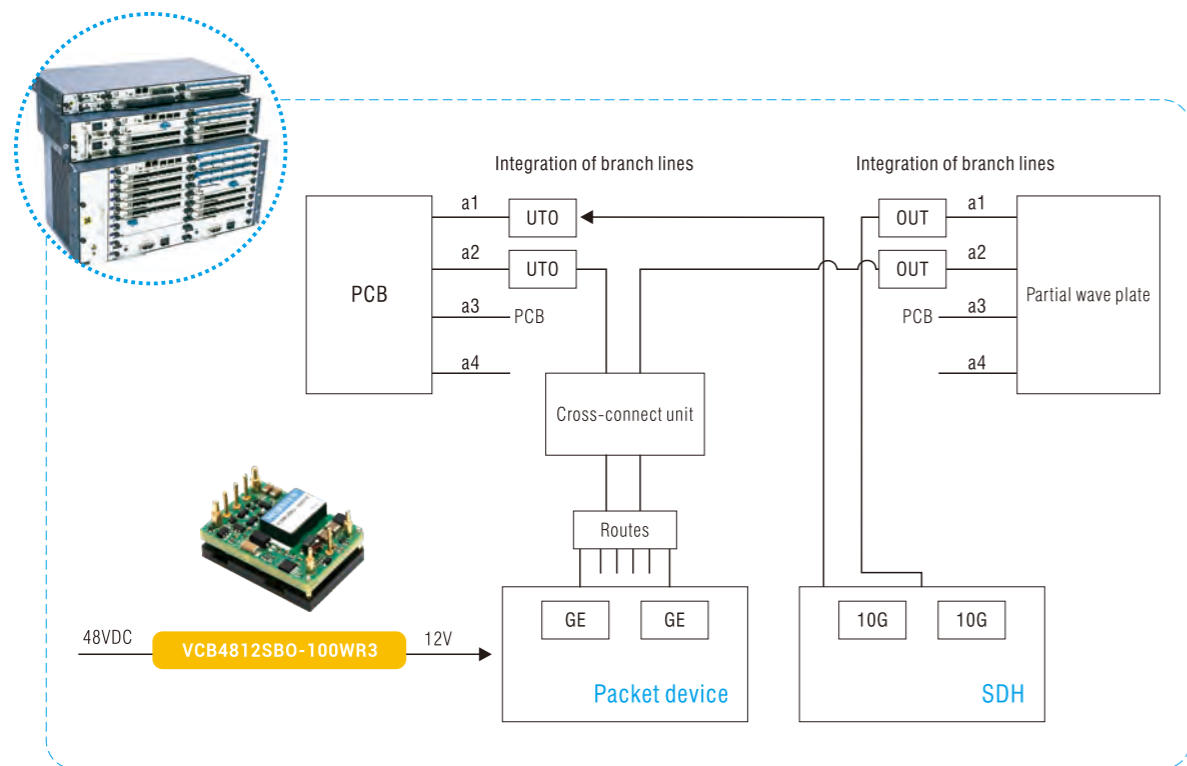 Integration of branch lines
Integration of branch lines
a1
UTO
OUT
a1
a2
UTO
OUT
a2
PCB
Partial wave plate
a3
PCB
PCB
a3
a4
a4
Cross-connect unit
Routes
GE
GE
10G
10G
48VDC
VCB4812SBO-100WR3
12V
Packet device
SDH